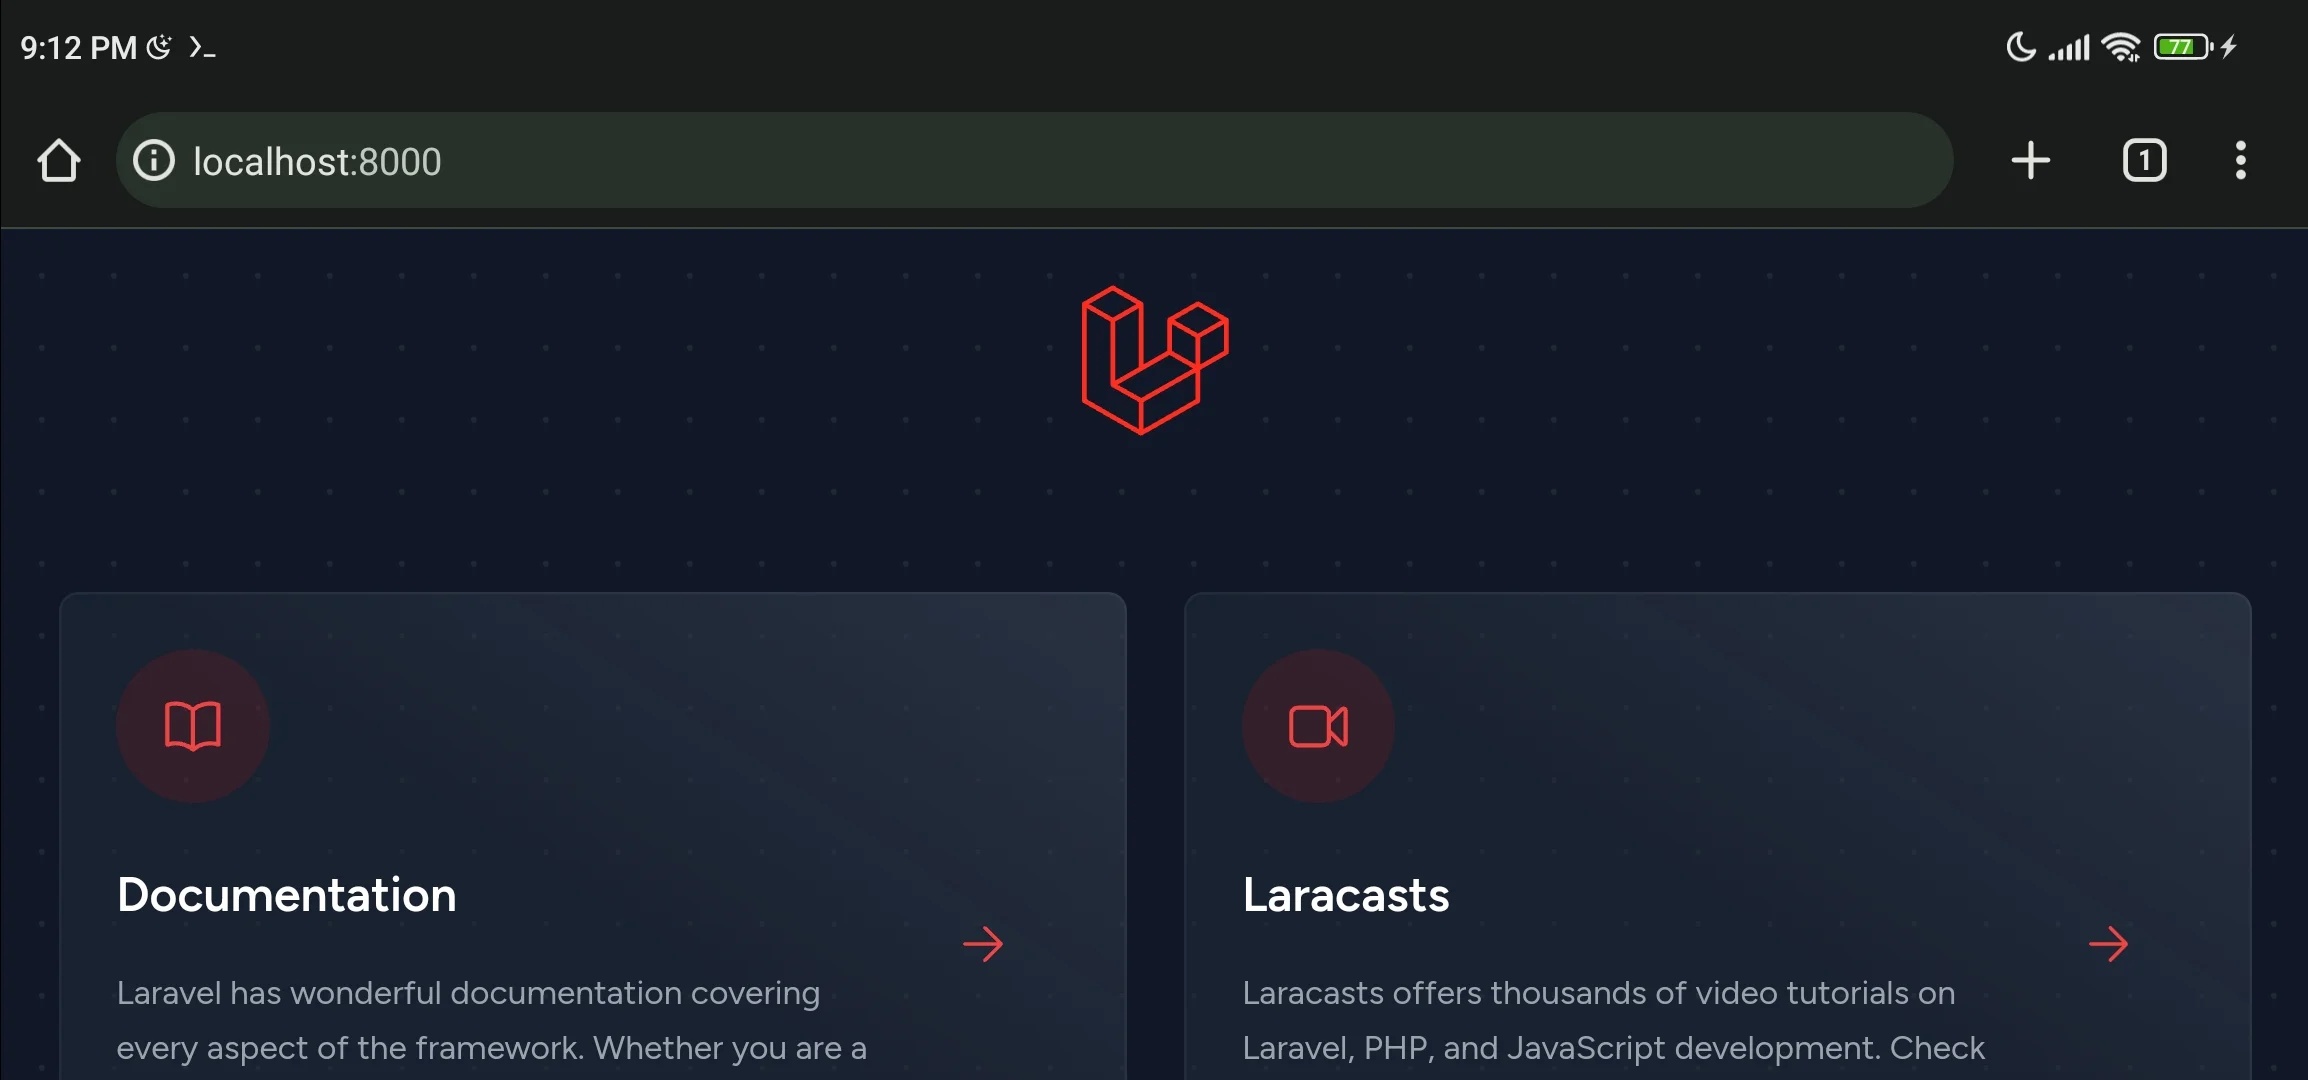 9:12 PM
77
localhost:8000
1
Documentation
Laravel has wonderful documentation covering
every aspect of the framework. Whether you are a
Laracasts
Laracasts offers thousands of video tutorials on
Laravel, PHP, and JavaScript development. Check